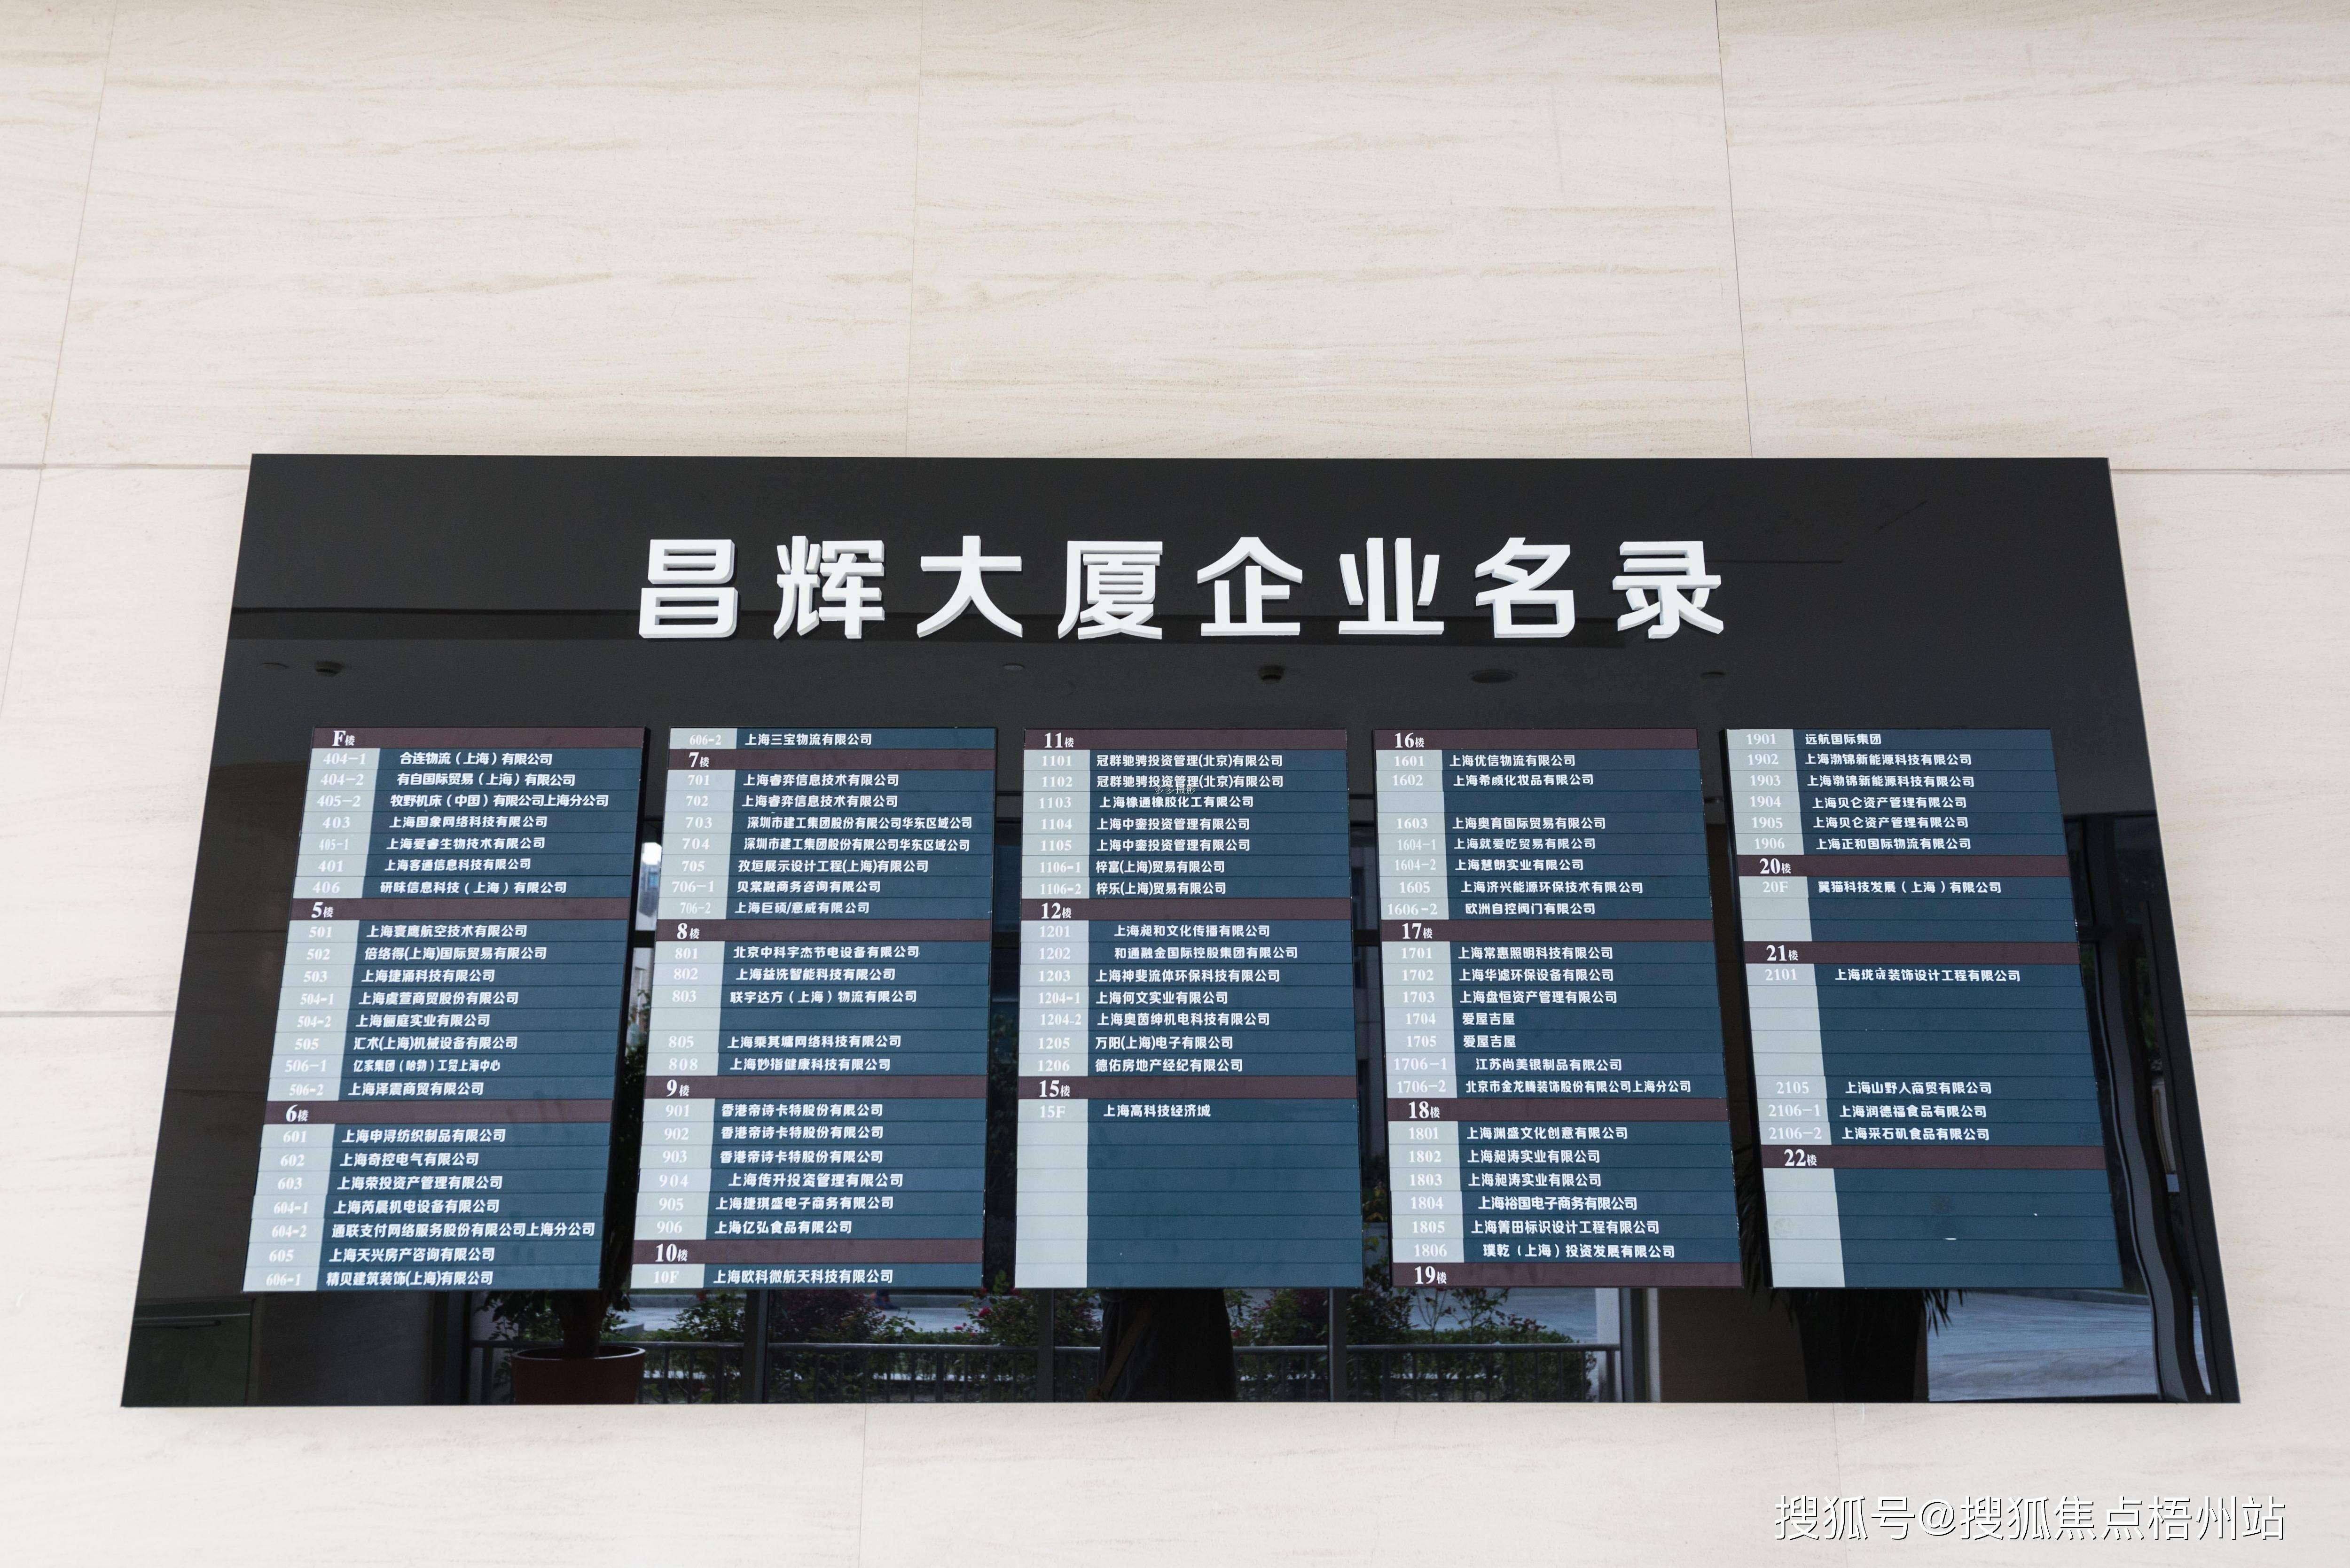 昌辉大厦企业名录
F楼
404-1 合连物流（上海）有限公司
404-2 有自国际贸易（上海）有限公司
405-2 牧野机床（中国）有限公司上海分公司
403 上海国象网络科技有限公司
405-1 上海爱睿生物技术有限公司
401 上海客通信息科技有限公司
406 研味信息科技（上海）有限公司
5楼
501 上海寰鹰航空技术有限公司
502 倍络得(上海)国际贸易有限公司
503 上海捷涌科技有限公司
504-1 上海虞萱商贸股份有限公司
504-2 上海俪庭实业有限公司
505 汇术(上海)机械设备有限公司
506-1 亿家集团（哈勃）工贸上海中心
506-2 上海泽震商贸有限公司
6楼
601 上海申浔纺织制品有限公司
602 上海奇控电气有限公司
603 上海荣投资产管理有限公司
604-1 上海芮晨机电设备有限公司
604-2 通联支付网络服务股份有限公司上海分公司
605 上海天兴房产咨询有限公司
606-1 精贝建筑装饰(上海)有限公司
606-2 上海三宝物流有限公司
7楼
701 上海睿弈信息技术有限公司
702 上海睿弈信息技术有限公司
703 深圳市建工集团股份有限公司华东区域公司
704 深圳市建工集团股份有限公司华东区域公司
705 孜恒展示设计工程(上海)有限公司
706-1 贝棠融商务咨询有限公司
706-2 上海巨硕/意威有限公司
8楼
801 北京中科宇杰节电设备有限公司
802 上海益洗智能科技有限公司
803 联宇达方（上海）物流有限公司
805 上海乘其墉网络科技有限公司
808 上海妙指健康科技有限公司
9楼
901 香港帝诗卡特股份有限公司
902 香港帝诗卡特股份有限公司
903 香港帝诗卡特股份有限公司
904 上海传升投资管理有限公司
905 上海捷琪盛电子商务有限公司
906 上海亿弘食品有限公司
10楼
10F 上海欧科微航天科技有限公司
11楼
1101 冠群驰骋投资管理(北京)有限公司
1102 冠群驰骋投资管理(北京)有限公司
多多摄影
1103 上海橡通橡胶化工有限公司
1104 上海中銮投资管理有限公司
1105 上海中銮投资管理有限公司
1106-1 梓富(上海)贸易有限公司
1106-2 梓乐(上海)贸易有限公司
12楼
1201 上海昶和文化传播有限公司
1202 和通融金国际控股集团有限公司
1203 上海神斐流体环保科技有限公司
1204-1 上海何文实业有限公司
1204-2 上海奥茵绅机电科技有限公司
1205 万阳(上海)电子有限公司
1206 德佑房地产经纪有限公司
15楼
15F 上海高科技经济城
16楼
1601 上海优信物流有限公司
1602 上海希颜化妆品有限公司
1603 上海奥育国际贸易有限公司
1604-1 上海就爱吃贸易有限公司
1604-2 上海慧朗实业有限公司
1605 上海济兴能源环保技术有限公司
1606-2 欧洲自控阀门有限公司
17楼
1701 上海常惠照明科技有限公司
1702 上海华滤环保设备有限公司
1703 上海盘恒资产管理有限公司
1704 爱屋吉屋
1705 爱屋吉屋
1706-1 江苏尚美银制品有限公司
1706-2 北京市金龙腾装饰股份有限公司上海分公司
18楼
1801 上海渊盛文化创意有限公司
1802 上海昶涛实业有限公司
1803 上海昶涛实业有限公司
1804 上海裕国电子商务有限公司
1805 上海箐田标识设计工程有限公司
1806 璞乾（上海）投资发展有限公司
19楼
1901 远航国际集团
1902 上海渤锦新能源科技有限公司
1903 上海渤锦新能源科技有限公司
1904 上海贝仑资产管理有限公司
1905 上海贝仑资产管理有限公司
1906 上海正和国际物流有限公司
20楼
20F 翼猫科技发展（上海）有限公司
21楼
2101 上海珑宬装饰设计工程有限公司
2105 上海山野人商贸有限公司
2106-1 上海润德福食品有限公司
2106-2 上海采石矶食品有限公司
22楼
搜狐号@搜狐焦点梧州站